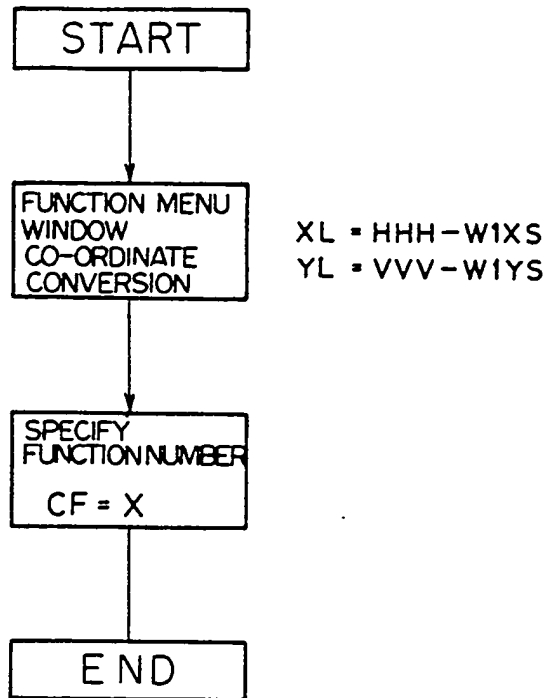 START
FUNCTION MENU
WINDOW
CO-ORDINATE
CONVERSION
XL = HHH-W1XS
YL = VVV-W1YS
SPECIFY
FUNCTION NUMBER
CF = X
END